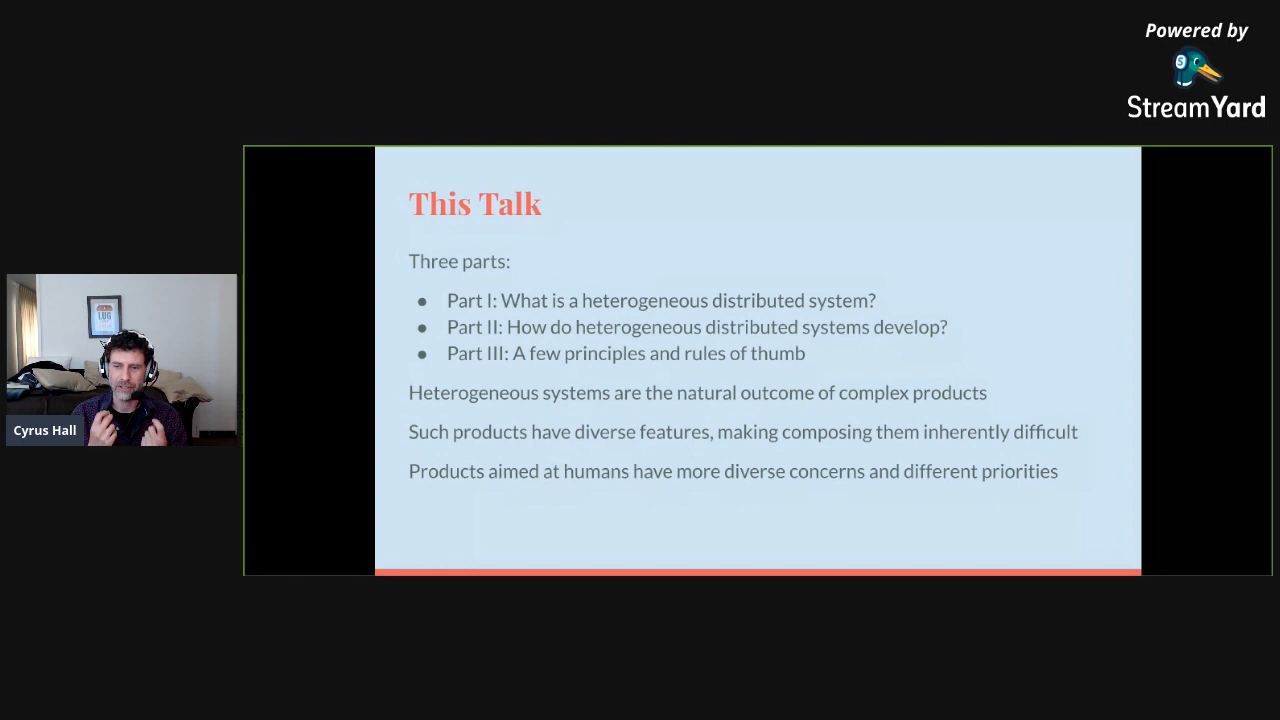 Powered by
StreamYard
This Talk
Three parts:
● Part I: What is a heterogeneous distributed system?
● Part II: How do heterogeneous distributed systems develop?
● Part III: A few principles and rules of thumb
Heterogeneous systems are the natural outcome of complex products
Such products have diverse features, making composing them inherently difficult
Products aimed at humans have more diverse concerns and different priorities
LUG
Cyrus Hall